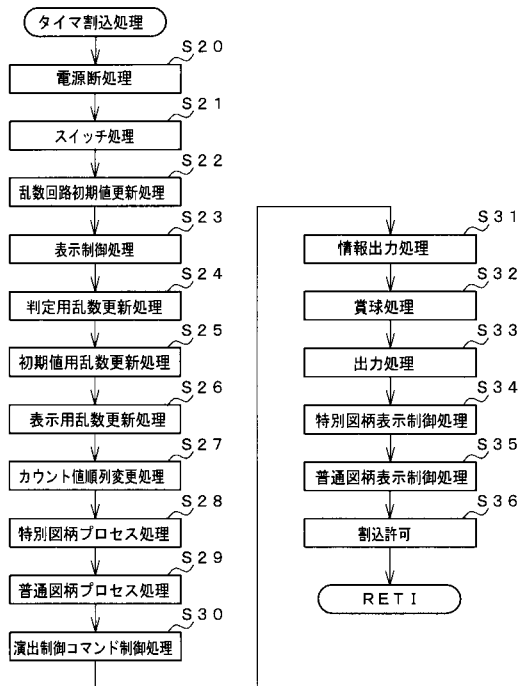 タイマ割込処理
S20
電源断処理
S21
スイッチ処理
S22
乱数回路初期値更新処理
S23
表示制御処理
S24
判定用乱数更新処理
S25
初期値用乱数更新処理
S26
表示用乱数更新処理
S27
カウント値順列変更処理
S28
特別図柄プロセス処理
S29
普通図柄プロセス処理
S30
演出制御コマンド制御処理
S31
情報出力処理
S32
賞球処理
S33
出力処理
S34
特別図柄表示制御処理
S35
普通図柄表示制御処理
S36
割込許可
RETI